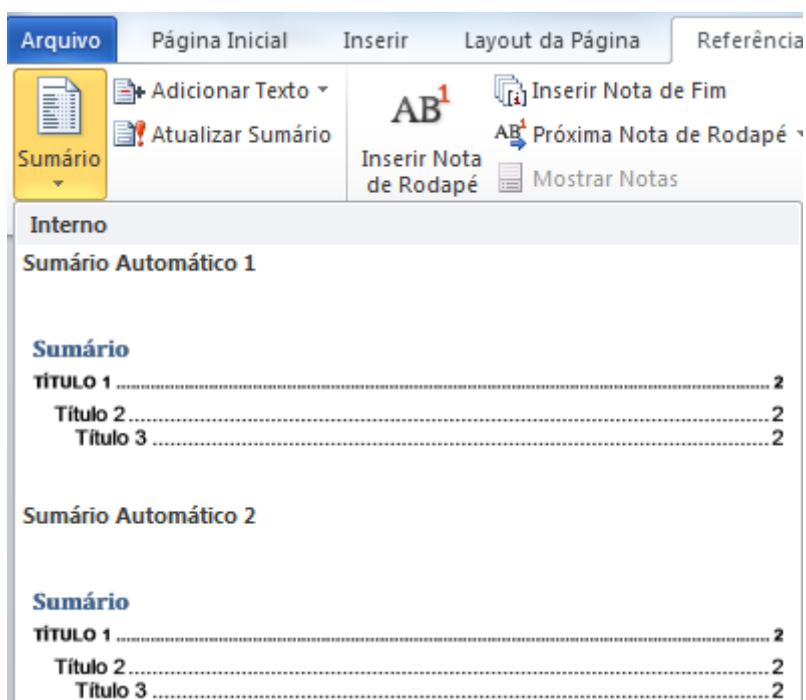 Arquivo Página Inicial Inserir Layout da Página Referência
Adicionar Texto
Atualizar Sumário
Sumário
AB1
Inserir Nota
de Rodapé
Inserir Nota de Fim
AB1 Próxima Nota de Rodapé
Mostrar Notas
Interno
Sumário Automático 1
Sumário
TÍTULO 1 ........ 2
Título 2 ........ 2
Título 3 ........ 2
Sumário Automático 2
Sumário
TÍTULO 1 ........ 2
Título 2 ........ 2
Título 3 ........ 2